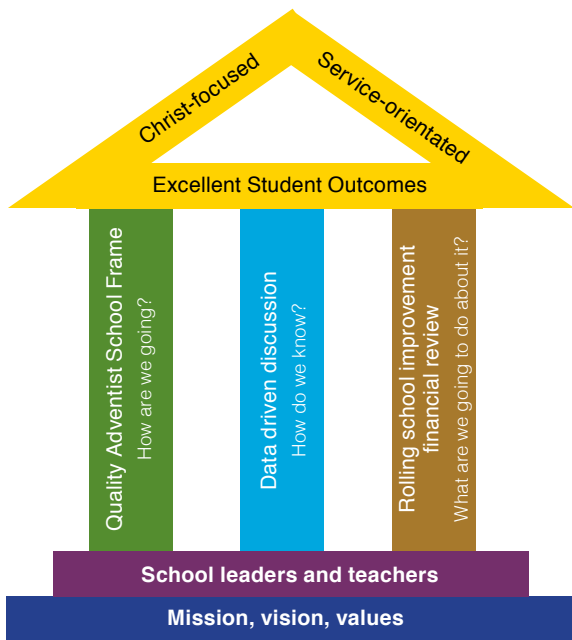 Christ-focused
Service-orientated
Excellent Student Outcomes
Quality Adventist School Frame
How are we going?
Data driven discussion
How do we know?
Rolling school improvement
financial review
What are we going to do about it?
School leaders and teachers
Mission, vision, values